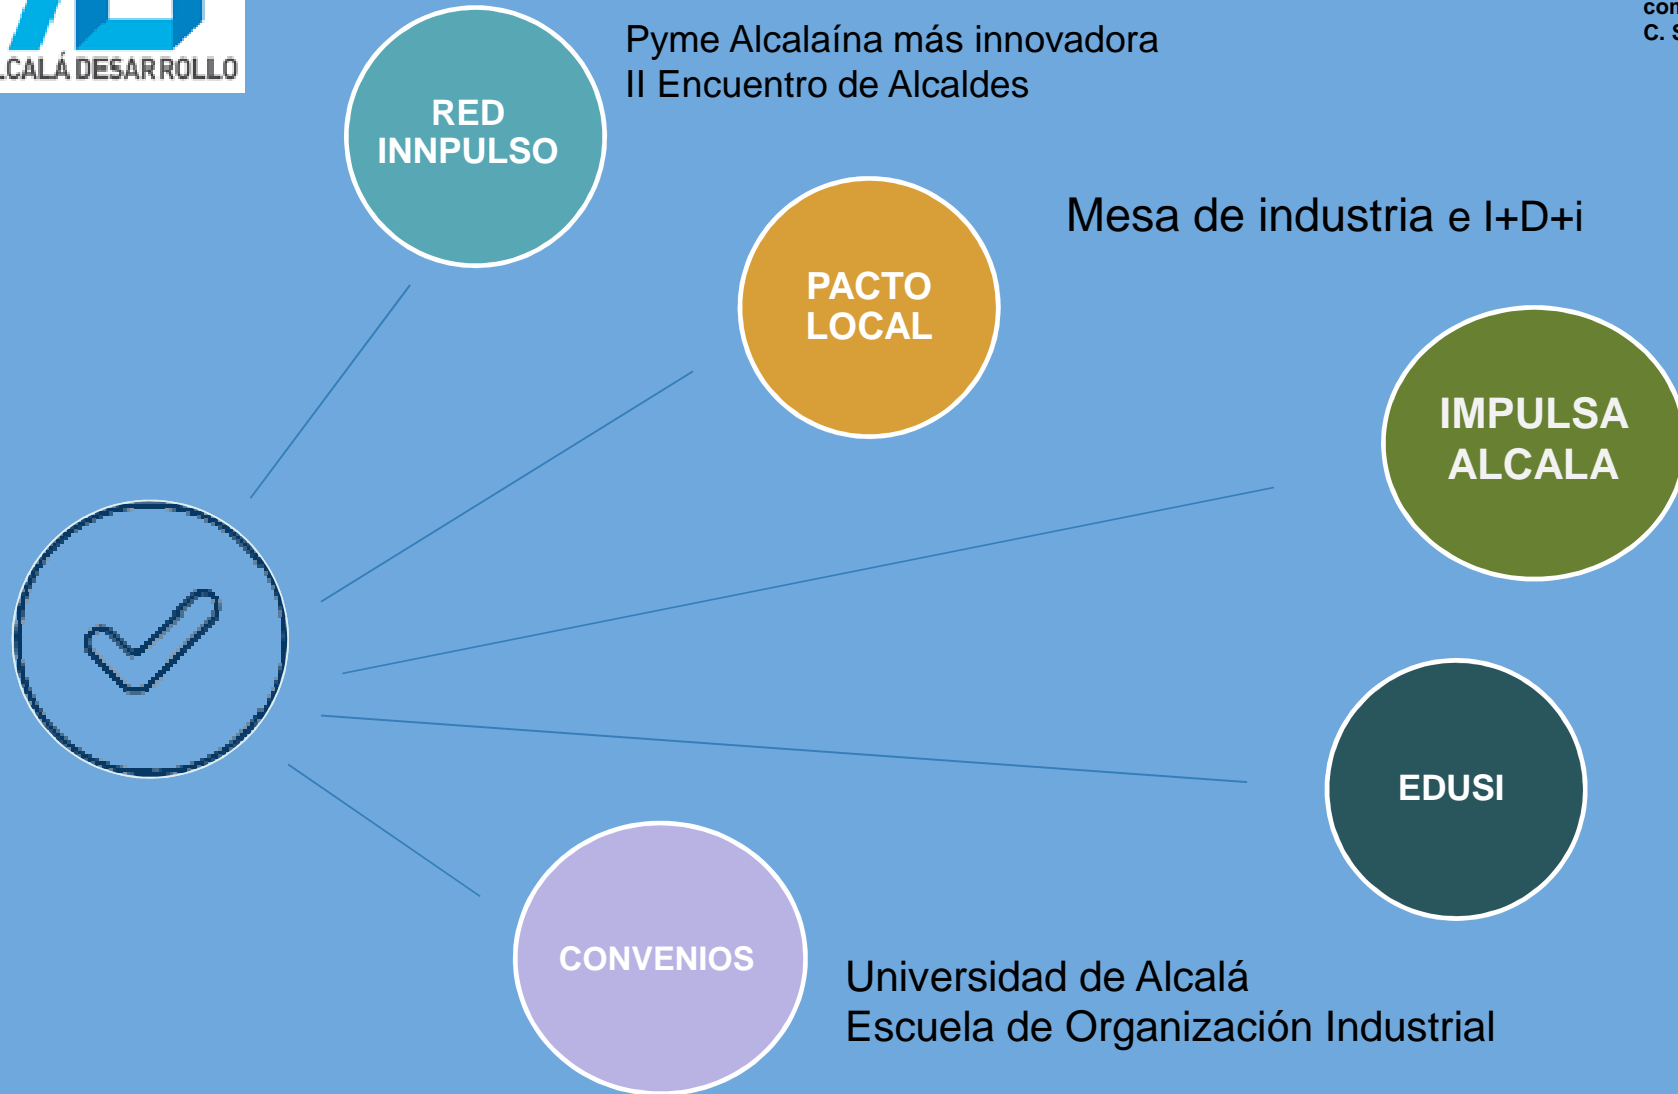 ALCALÁ DESARROLLO
Pyme Alcalaína más innovadora
II Encuentro de Alcaldes
RED
INNPULSO
Mesa de industria e I+D+i
PACTO
LOCAL
IMPULSA
ALCALA
EDUSI
CONVENIOS
Universidad de Alcalá
Escuela de Organización Industrial